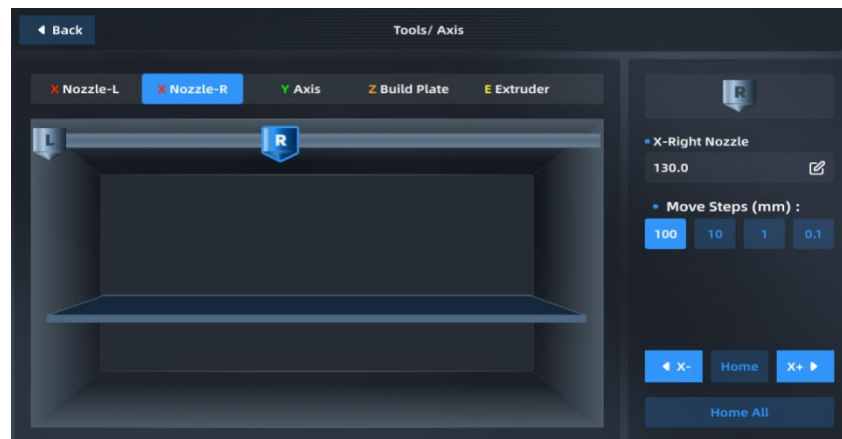 Back
Tools/ Axis
X Nozzle-L X Nozzle-R Y Axis Z Build Plate E Extruder
L R
R
X-Right Nozzle
130.0
Move Steps (mm) :
100 10 1 0.1
X- Home X+
Home All